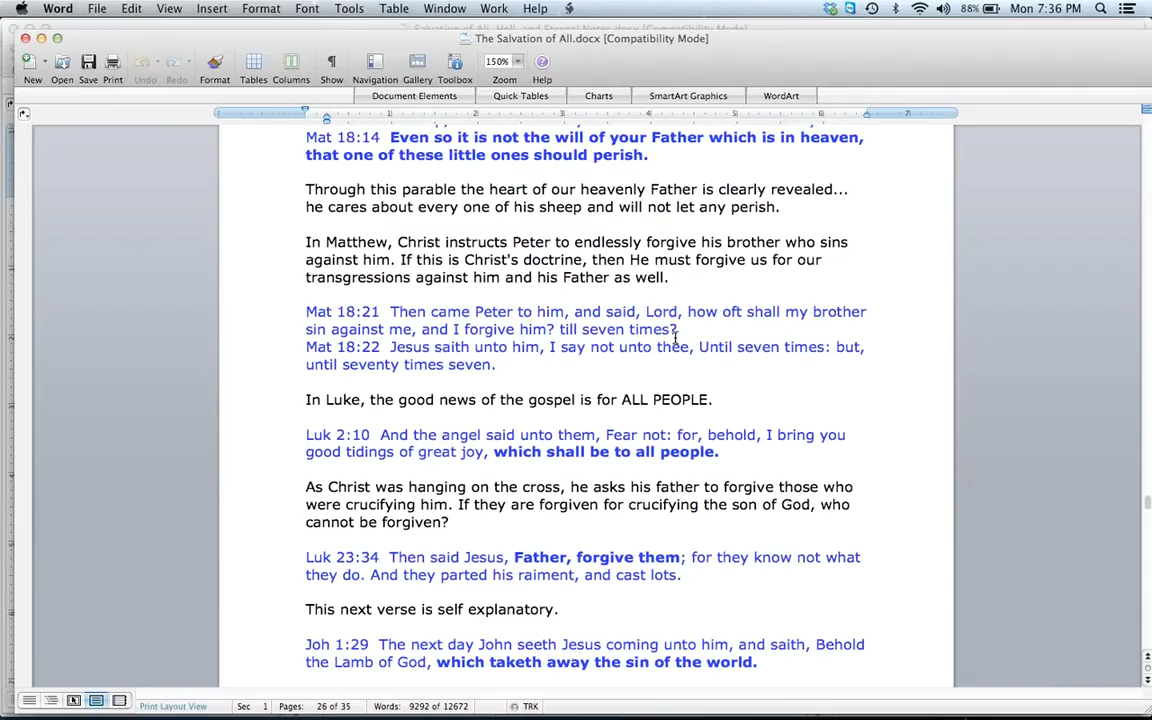 Word File Edit View Insert Format Font Tools Table Window Work Help 88% Mon 7:36 PM
The Salvation of All.docx [Compatibility Mode]
150%
New Open Save Print Undo Redo Format Tables Columns Show Navigation Gallery Toolbox Zoom Help
Document Elements Quick Tables Charts SmartArt Graphics WordArt
1 2 3 4 5 6 7
Mat 18:14 Even so it is not the will of your Father which is in heaven,
that one of these little ones should perish.
Through this parable the heart of our heavenly Father is clearly revealed...
he cares about every one of his sheep and will not let any perish.
In Matthew, Christ instructs Peter to endlessly forgive his brother who sins
against him. If this is Christ's doctrine, then He must forgive us for our
transgressions against him and his Father as well.
Mat 18:21 Then came Peter to him, and said, Lord, how oft shall my brother
sin against me, and I forgive him? till seven times?
Mat 18:22 Jesus saith unto him, I say not unto thee, Until seven times: but,
until seventy times seven.
In Luke, the good news of the gospel is for ALL PEOPLE.
Luk 2:10 And the angel said unto them, Fear not: for, behold, I bring you
good tidings of great joy, which shall be to all people.
As Christ was hanging on the cross, he asks his father to forgive those who
were crucifying him. If they are forgiven for crucifying the son of God, who
cannot be forgiven?
Luk 23:34 Then said Jesus, Father, forgive them; for they know not what
they do. And they parted his raiment, and cast lots.
This next verse is self explanatory.
Joh 1:29 The next day John seeth Jesus coming unto him, and saith, Behold
the Lamb of God, which taketh away the sin of the world.
Print Layout View Sec 1 Pages: 26 of 35 Words: 9292 of 12672 TRK